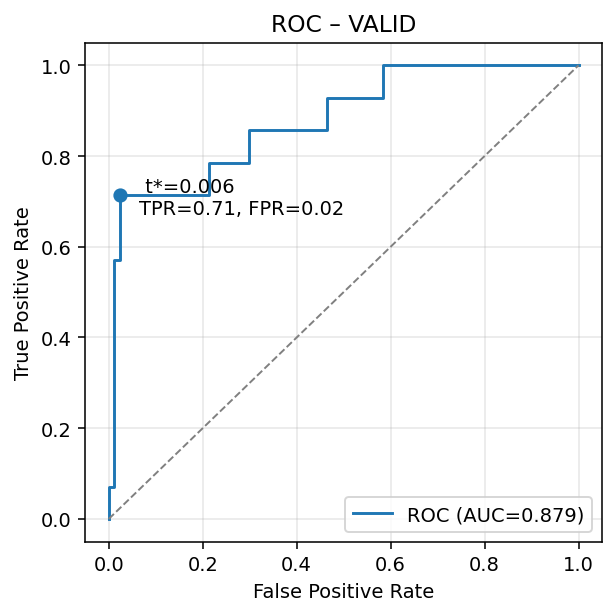 ROC – VALID
1.0
0.8
0.6
0.4
0.2
0.0
True Positive Rate
t*=0.006
TPR=0.71, FPR=0.02
ROC (AUC=0.879)
0.0 0.2 0.4 0.6 0.8 1.0
False Positive Rate